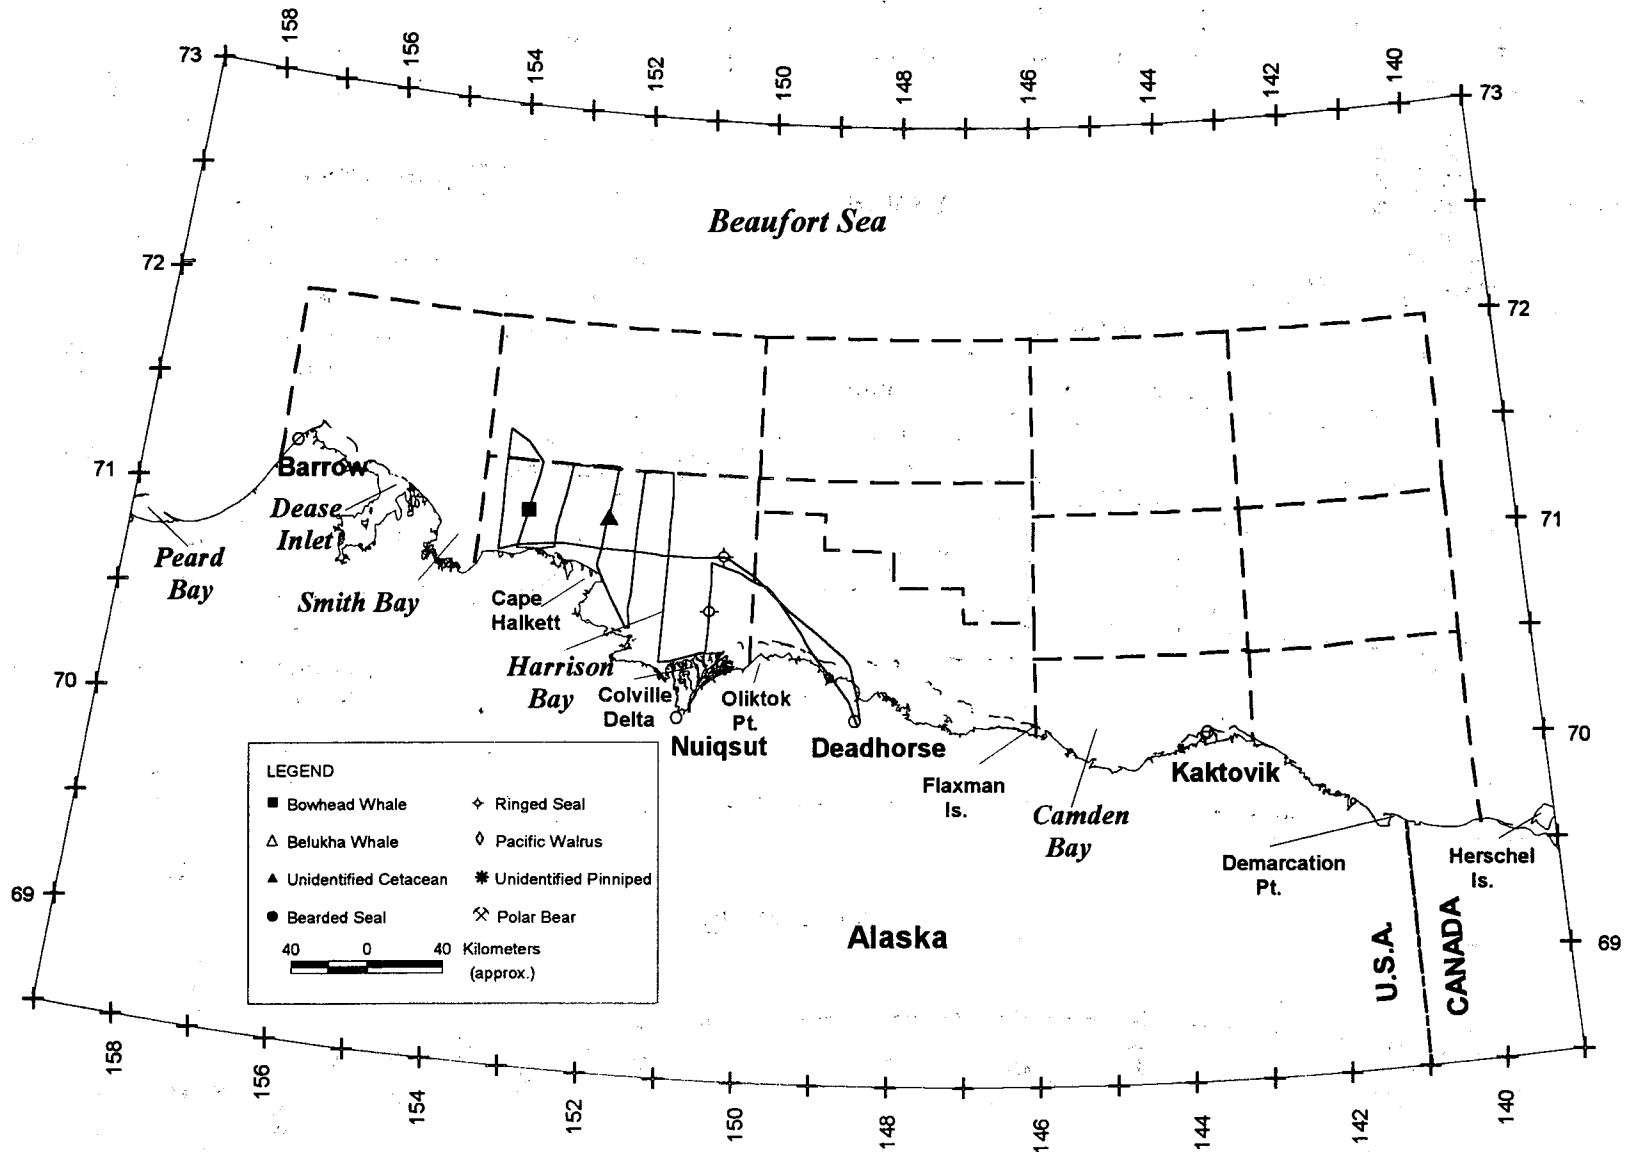 158
156
154
152
150
148
146
144
142
140
73
73
Beaufort Sea
72
72
71
71
Barrow
Dease
Inlet
Peard
Bay
Smith Bay
Cape
Halkett
Harrison
Bay
Colville
Delta
Oliktok
Pt.
70
70
Nuiqsut
Deadhorse
Kaktovik
Flaxman
Is.
Camden
Bay
Demarcation
Pt.
Herschel
Is.
LEGEND
Bowhead Whale
Ringed Seal
Belukha Whale
Pacific Walrus
Unidentified Cetacean
Unidentified Pinniped
Bearded Seal
Polar Bear
40 0 40 Kilometers
(approx.)
69
69
Alaska
U.S.A.
CANADA
158
156
154
152
150
148
146
144
142
140